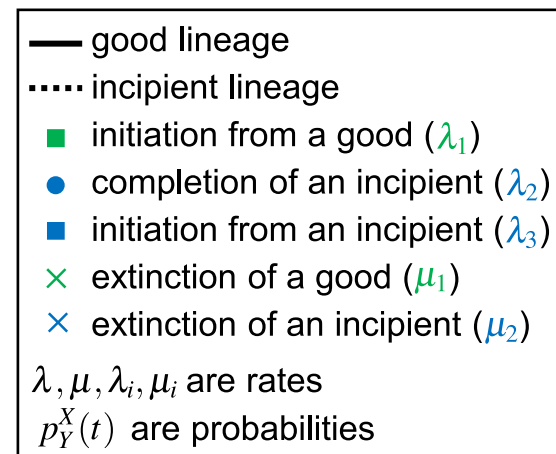 good lineage
incipient lineage
initiation from a good (λ₁)
completion of an incipient (λ₂)
initiation from an incipient (λ₃)
extinction of a good (μ₁)
extinction of an incipient (μ₂)
λ, μ, λᵢ, μᵢ are rates
p_Y^X(t) are probabilities